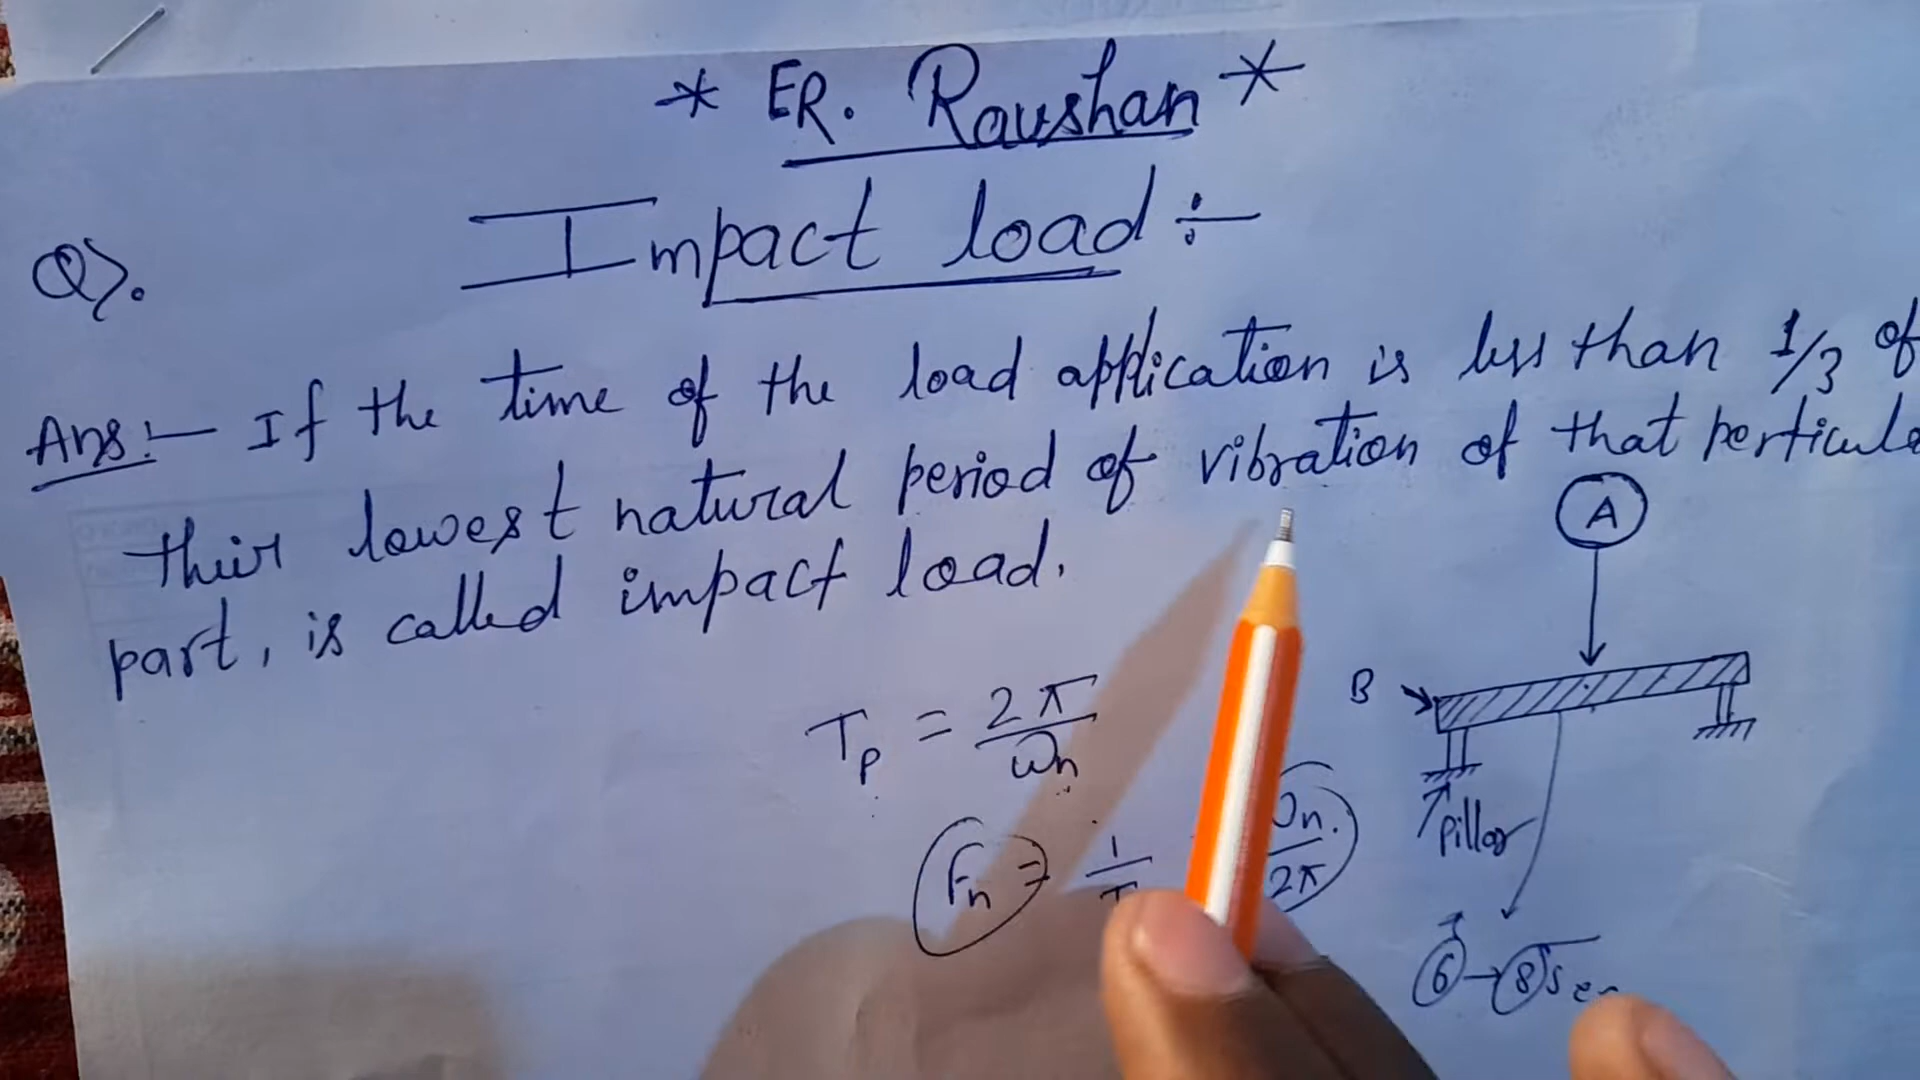 * ER. Raushan *
Impact load ÷
Q>.
Ans:- If the time of the load application is less than 1/3 of
their lowest natural period of vibration of that
part, is called impact load.
A
B
Tp = 2π/ωn
Fn = 1/
2π
Pillar
6 → 8 sec